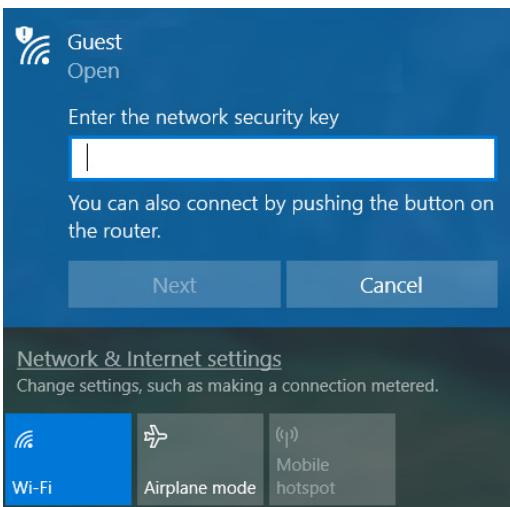 Guest
Open
Enter the network security key
You can also connect by pushing the button on
the router.
Next
Cancel
Network & Internet settings
Change settings, such as making a connection metered.
Wi-Fi
Airplane mode
Mobile
hotspot